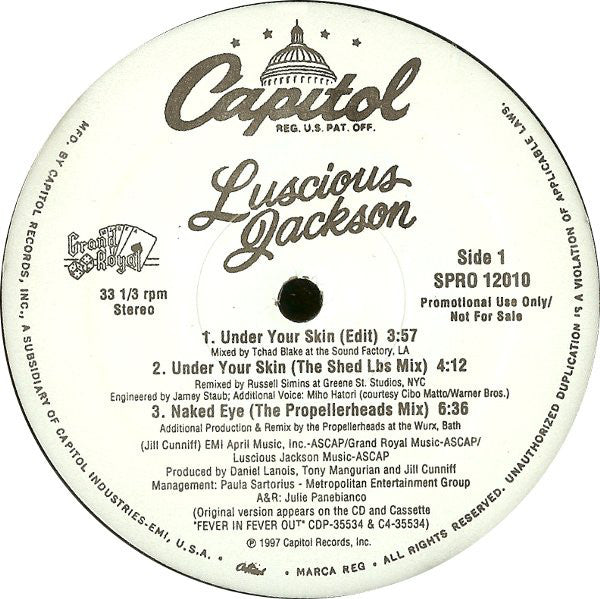 Capitol
REG. U.S. PAT. OFF.
Luscious
Jackson
Grand
Royal
33 1/3 rpm
Stereo
Side 1
SPRO 12010
Promotional Use Only/
Not For Sale
1. Under Your Skin (Edit) 3:57
Mixed by Tchad Blake at the Sound Factory, LA
2. Under Your Skin (The Shed Lbs Mix) 4:12
Remixed by Russell Simins at Greene St. Studios, NYC
Engineered by Jamey Staub; Additional Voice: Miho Hatori (courtesy Cibo Matto/Warner Bros.)
3. Naked Eye (The Propellerheads Mix) 6:36
Additional Production & Remix by the Propellerheads at the Wurx, Bath
(Jill Cunniff) EMI April Music, Inc.-ASCAP/Grand Royal Music-ASCAP/
Luscious Jackson Music-ASCAP
Produced by Daniel Lanois, Tony Mangurian and Jill Cunniff
Management: Paula Sartorius - Metropolitan Entertainment Group
A&R: Julie Panebianco
(Original version appears on the CD and Cassette
"FEVER IN FEVER OUT" CDP-35534 & C4-35534)
℗ 1997 Capitol Records, Inc.
MFD. BY CAPITOL RECORDS, INC., A SUBSIDIARY OF CAPITOL INDUSTRIES-EMI, U.S.A. • Capitol • MARCA REG • ALL RIGHTS RESERVED. UNAUTHORIZED DUPLICATION IS A VIOLATION OF APPLICABLE LAWS.